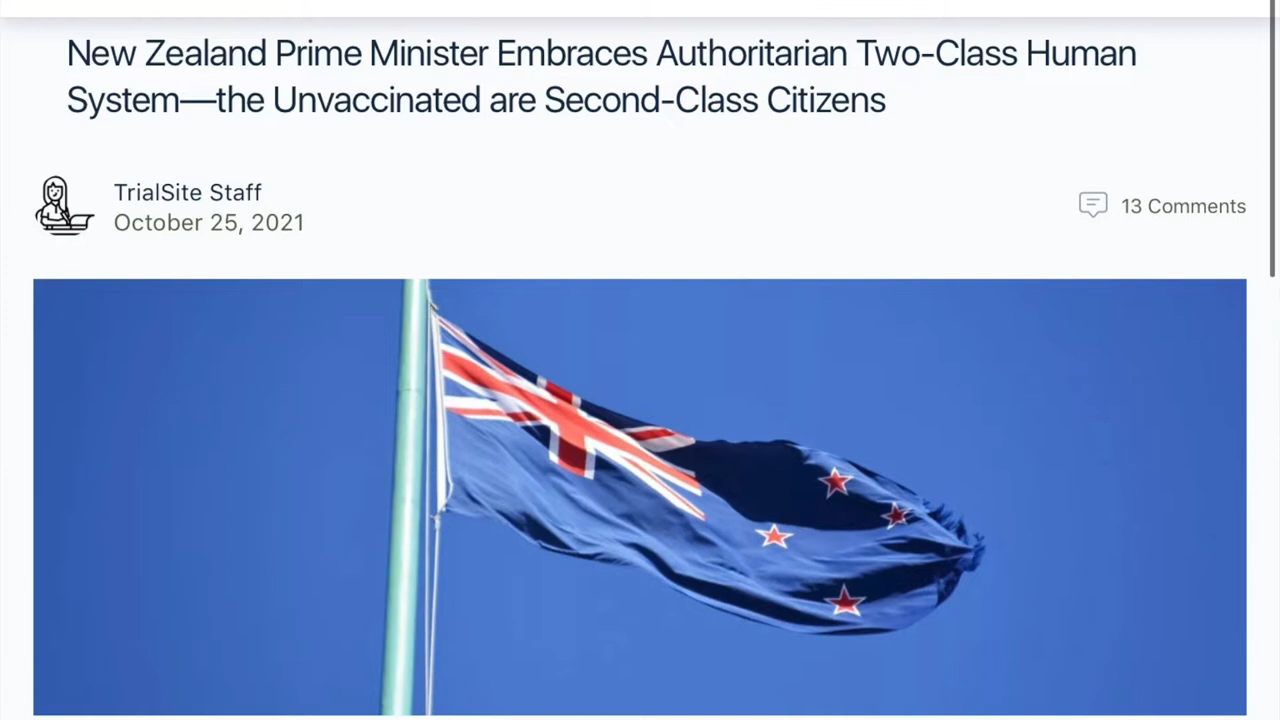 New Zealand Prime Minister Embraces Authoritarian Two-Class Human
System—the Unvaccinated are Second-Class Citizens
TrialSite Staff
October 25, 2021
13 Comments